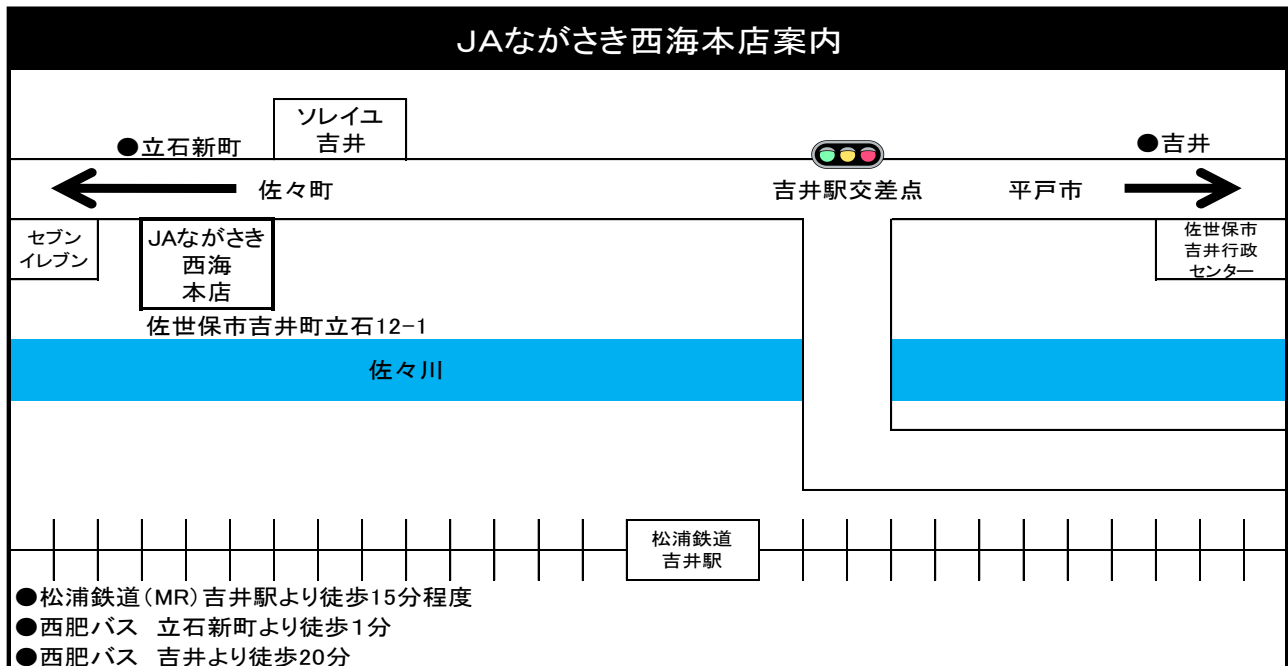 JAながさき西海本店案内
ソレイユ
吉井
●立石新町
●吉井
佐々町
吉井駅交差点
平戸市
セブン
イレブン
JAながさき
西海
本店
佐世保市
吉井行政
センター
佐世保市吉井町立石12-1
佐々川
松浦鉄道
吉井駅
●松浦鉄道(MR)吉井駅より徒歩15分程度
●西肥バス　立石新町より徒歩1分
●西肥バス　吉井より徒歩20分